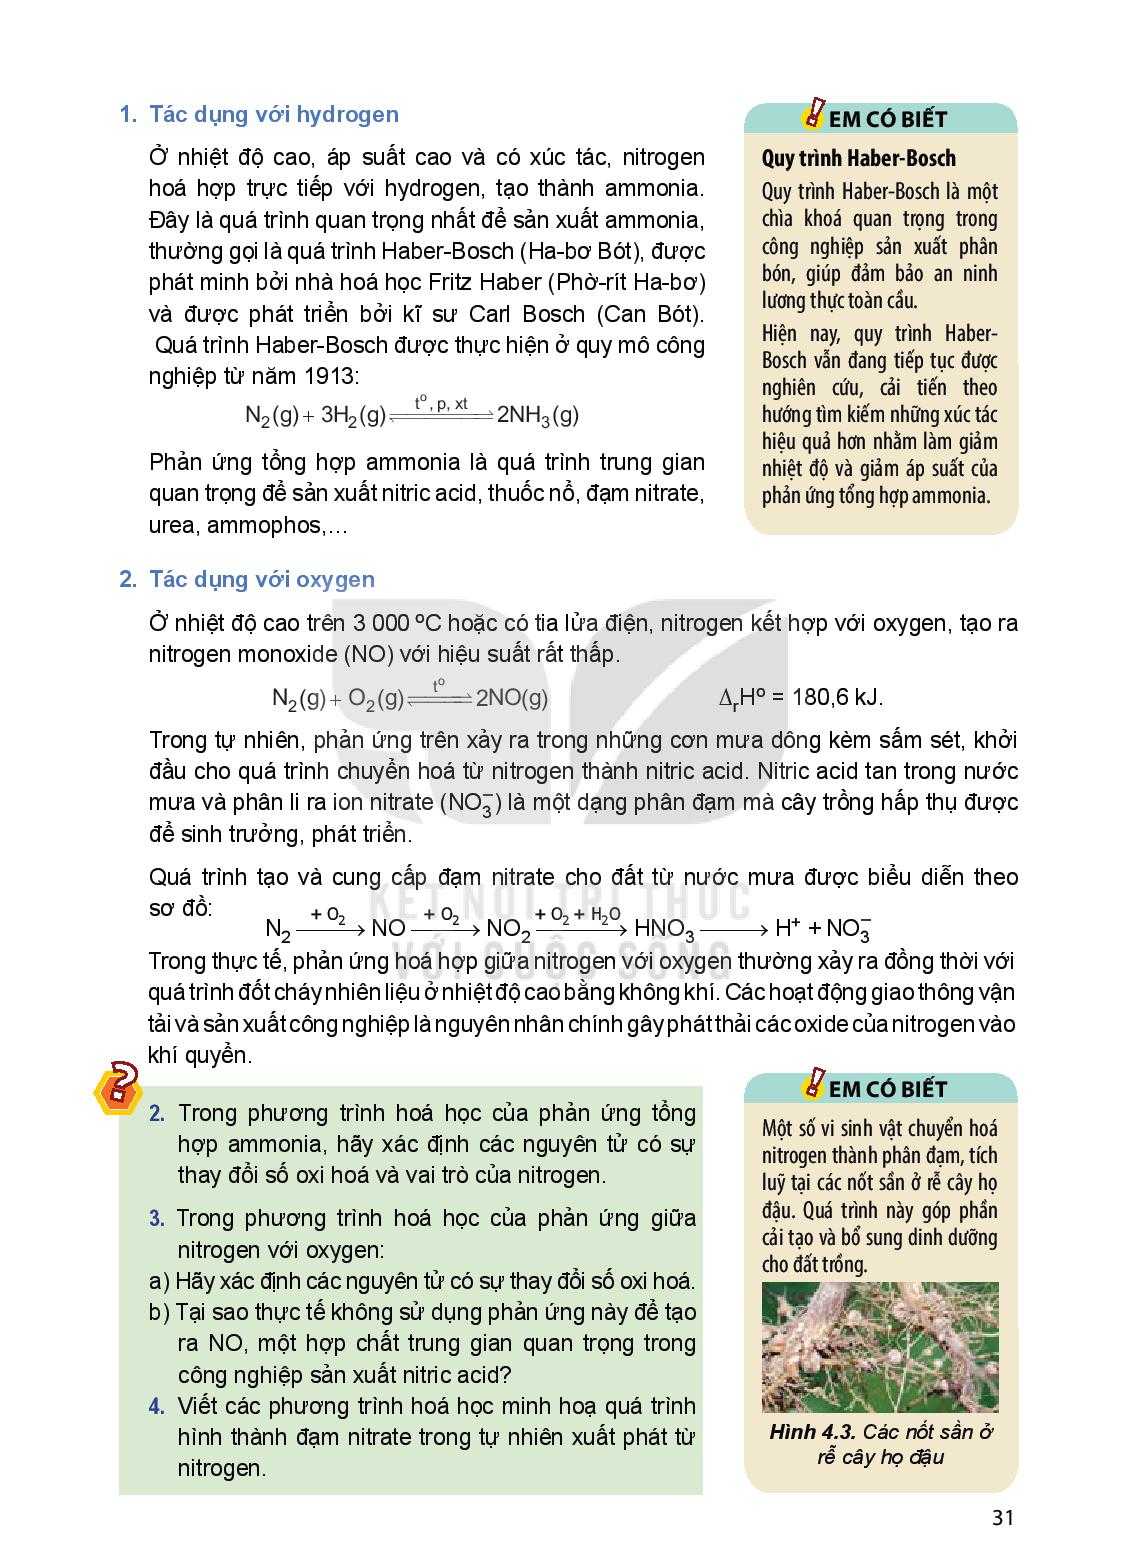 1. Tác dụng với hydrogen
Ở nhiệt độ cao, áp suất cao và có xúc tác, nitrogen
hoá hợp trực tiếp với hydrogen, tạo thành ammonia.
Đây là quá trình quan trọng nhất để sản xuất ammonia,
thường gọi là quá trình Haber-Bosch (Ha-bơ Bót), được
phát minh bởi nhà hoá học Fritz Haber (Phờ-rít Ha-bơ)
và được phát triển bởi kĩ sư Carl Bosch (Can Bót).
Quá trình Haber-Bosch được thực hiện ở quy mô công
nghiệp từ năm 1913:
N₂(g) + 3H₂(g) ⇌ 2NH₃(g)
t°, p, xt
Phản ứng tổng hợp ammonia là quá trình trung gian
quan trọng để sản xuất nitric acid, thuốc nổ, đạm nitrate,
urea, ammophos,...
EM CÓ BIẾT
Quy trình Haber-Bosch
Quy trình Haber-Bosch là một
chìa khoá quan trọng trong
công nghiệp sản xuất phân
bón, giúp đảm bảo an ninh
lương thực toàn cầu.
Hiện nay, quy trình Haber-
Bosch vẫn đang tiếp tục được
nghiên cứu, cải tiến theo
hướng tìm kiếm những xúc tác
hiệu quả hơn nhằm làm giảm
nhiệt độ và giảm áp suất của
phản ứng tổng hợp ammonia.
2. Tác dụng với oxygen
Ở nhiệt độ cao trên 3 000 ºC hoặc có tia lửa điện, nitrogen kết hợp với oxygen, tạo ra
nitrogen monoxide (NO) với hiệu suất rất thấp.
t°
N₂(g) + O₂(g) ⇌ 2NO(g) ΔᵣHº = 180,6 kJ.
Trong tự nhiên, phản ứng trên xảy ra trong những cơn mưa dông kèm sấm sét, khởi
đầu cho quá trình chuyển hoá từ nitrogen thành nitric acid. Nitric acid tan trong nước
mưa và phân li ra ion nitrate (NO₃⁻) là một dạng phân đạm mà cây trồng hấp thụ được
để sinh trưởng, phát triển.
Quá trình tạo và cung cấp đạm nitrate cho đất từ nước mưa được biểu diễn theo
sơ đồ:
+ O₂ + O₂ + O₂ + H₂O
N₂ → NO → NO₂ → HNO₃ → H⁺ + NO₃⁻
KẾT NỐI TRI THỨC
VỚI CUỘC SỐNG
Trong thực tế, phản ứng hoá hợp giữa nitrogen với oxygen thường xảy ra đồng thời với
quá trình đốt cháy nhiên liệu ở nhiệt độ cao bằng không khí. Các hoạt động giao thông vận
tải và sản xuất công nghiệp là nguyên nhân chính gây phát thải các oxide của nitrogen vào
khí quyển.
?
2. Trong phương trình hoá học của phản ứng tổng
hợp ammonia, hãy xác định các nguyên tử có sự
thay đổi số oxi hoá và vai trò của nitrogen.
3. Trong phương trình hoá học của phản ứng giữa
nitrogen với oxygen:
a) Hãy xác định các nguyên tử có sự thay đổi số oxi hoá.
b) Tại sao thực tế không sử dụng phản ứng này để tạo
ra NO, một hợp chất trung gian quan trọng trong
công nghiệp sản xuất nitric acid?
4. Viết các phương trình hoá học minh hoạ quá trình
hình thành đạm nitrate trong tự nhiên xuất phát từ
nitrogen.
EM CÓ BIẾT
Một số vi sinh vật chuyển hoá
nitrogen thành phân đạm, tích
luỹ tại các nốt sần ở rễ cây họ
đậu. Quá trình này góp phần
cải tạo và bổ sung dinh dưỡng
cho đất trồng.
Hình 4.3. Các nốt sần ở
rễ cây họ đậu
31